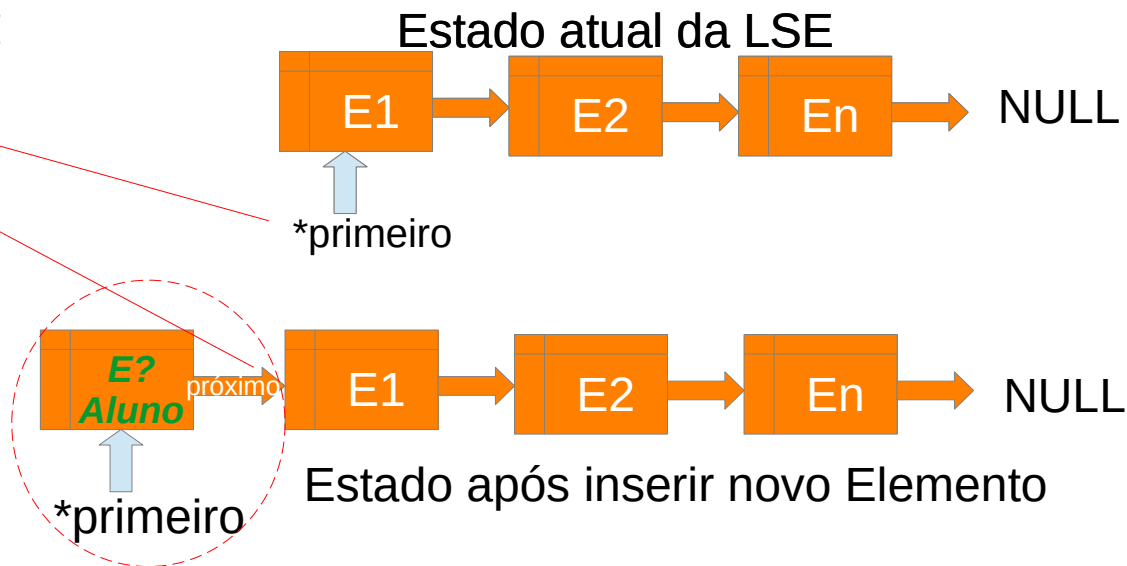 Estado atual da LSE
E1
E2
En
NULL
*primeiro
E?
Aluno
próximo
E1
E2
En
NULL
*primeiro
Estado após inserir novo Elemento